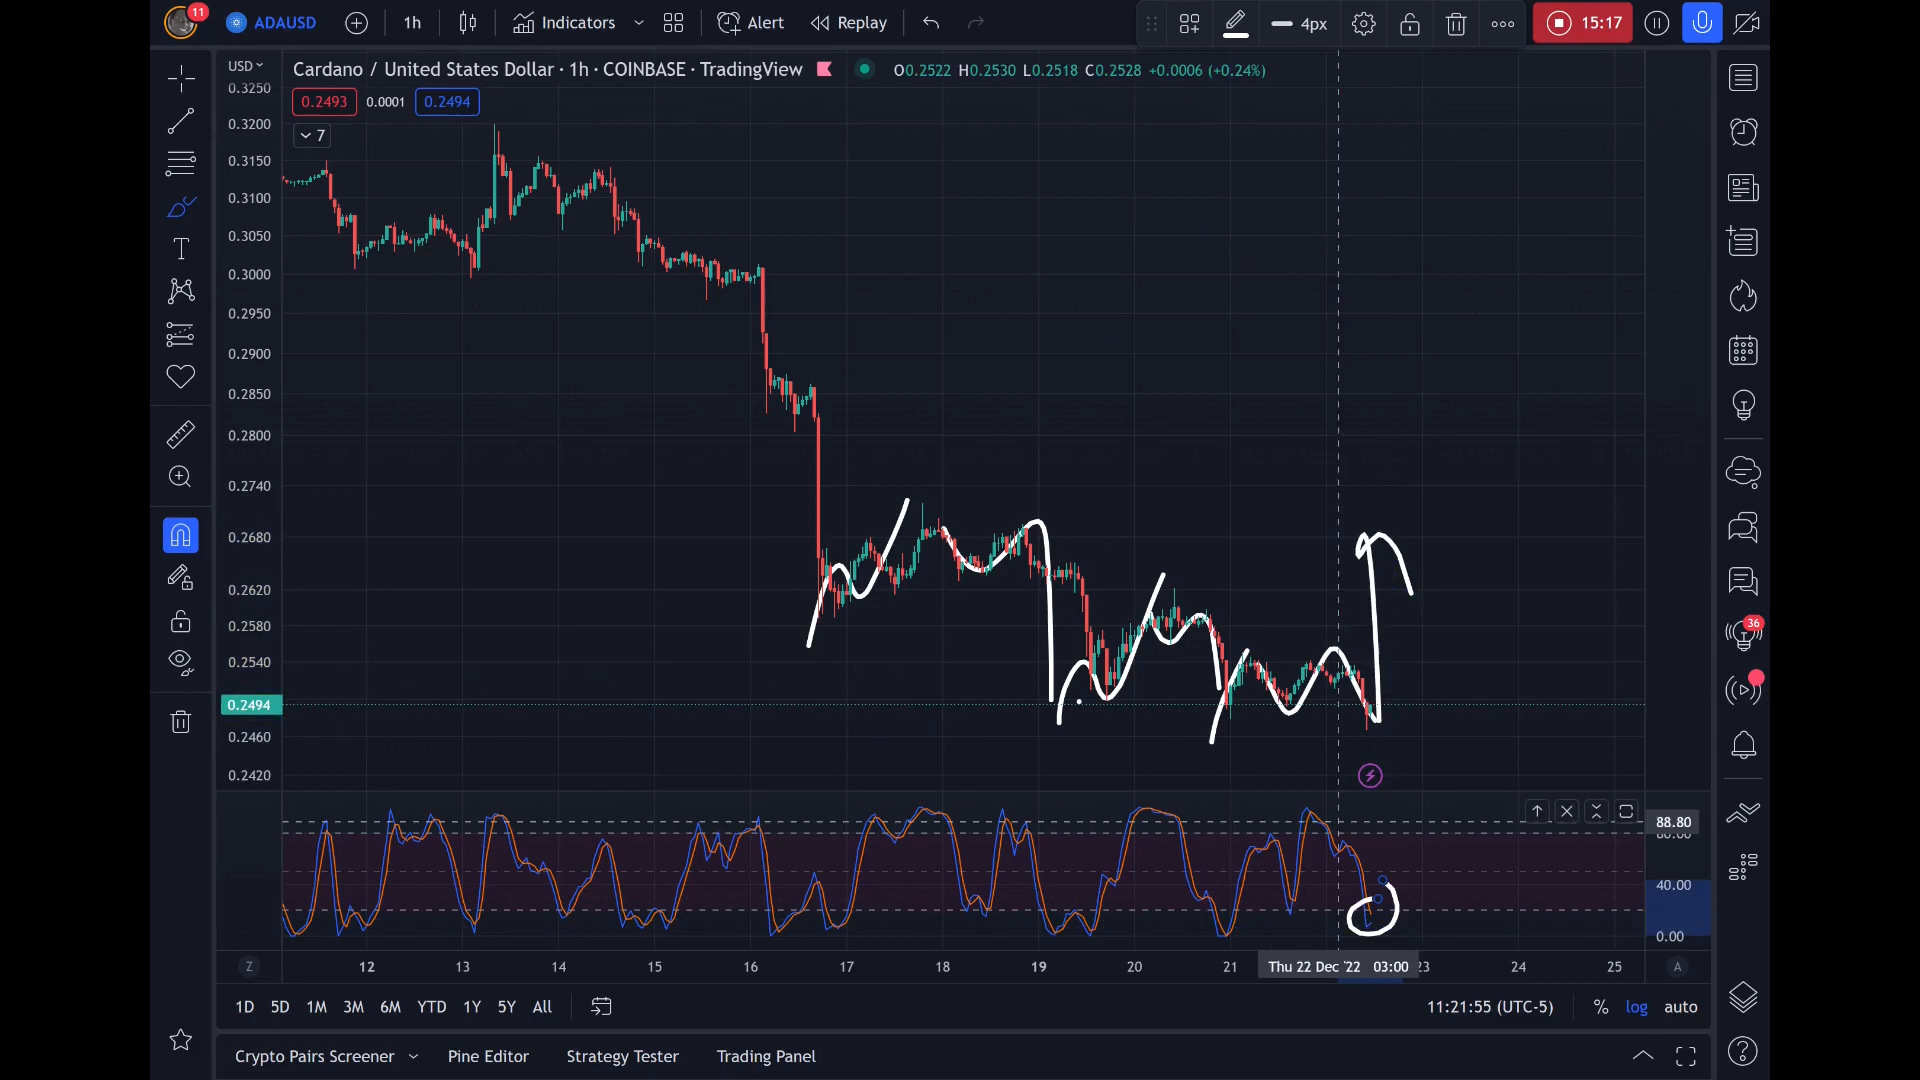 11
ADAUSD
1h
Indicators
Alert
Replay
4px
15:17
USD
Cardano / United States Dollar · 1h · COINBASE · TradingView
O0.2522 H0.2530 L0.2518 C0.2528 +0.0006 (+0.24%)
0.2493
0.0001
0.2494
7
0.3250
0.3200
0.3150
0.3100
0.3050
0.3000
0.2950
0.2900
0.2850
0.2800
0.2740
0.2680
0.2620
0.2580
0.2540
0.2494
0.2460
0.2420
36
88.80
80.00
40.00
0.00
Z
12
13
14
15
16
17
18
19
20
21
Thu 22 Dec '22 03:00
23
24
25
A
1D
5D
1M
3M
6M
YTD
1Y
5Y
All
11:21:55 (UTC-5)
%
log
auto
Crypto Pairs Screener
Pine Editor
Strategy Tester
Trading Panel